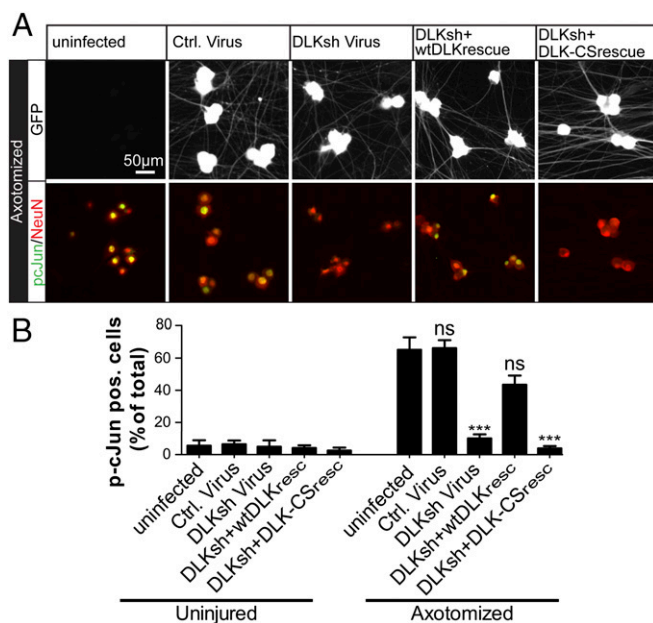 A
uninfected
Ctrl. Virus
DLKsh Virus
DLKsh+
wtDLKrescue
DLKsh+
DLK-CSrescue
Axotomized
GFP
50µm
pcJun/NeuN
B
p-cJun pos. cells
(% of total)
80
60
40
20
0
ns
***
ns
***
uninfected
Ctrl. Virus
DLKsh Virus
DLKsh+wtDLKresc
DLKsh+DLK-CSresc
uninfected
Ctrl. Virus
DLKsh Virus
DLKsh+wtDLKresc
DLKsh+DLK-CSresc
Uninjured
Axotomized